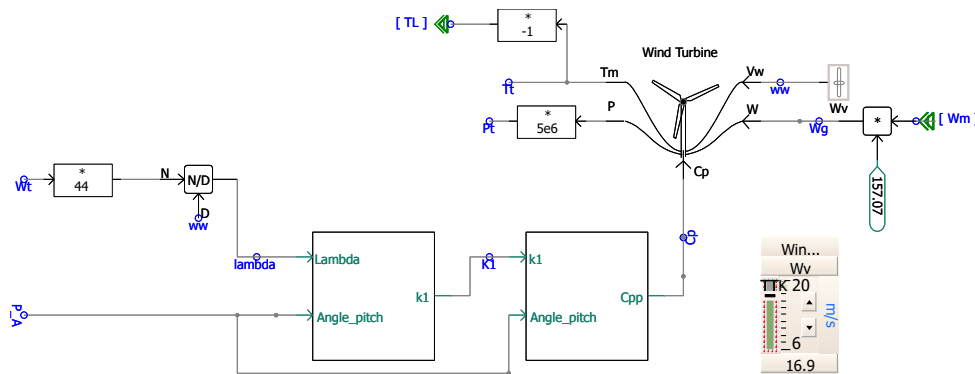 [ TL ]
*
-1
Wind Turbine
Tt
Tm
Vw
ww
Wv
Pt
*
5e6
P
W
Wg
*
[ Wm ]
Cp
157.07
Wt
*
44
N
N/D
D
ww
lambda
Lambda
k1
Angle_pitch
K1
k1
Cpp
Angle_pitch
Cp
P_A
Win...
Wv
TTK
20
6
m/s
16.9